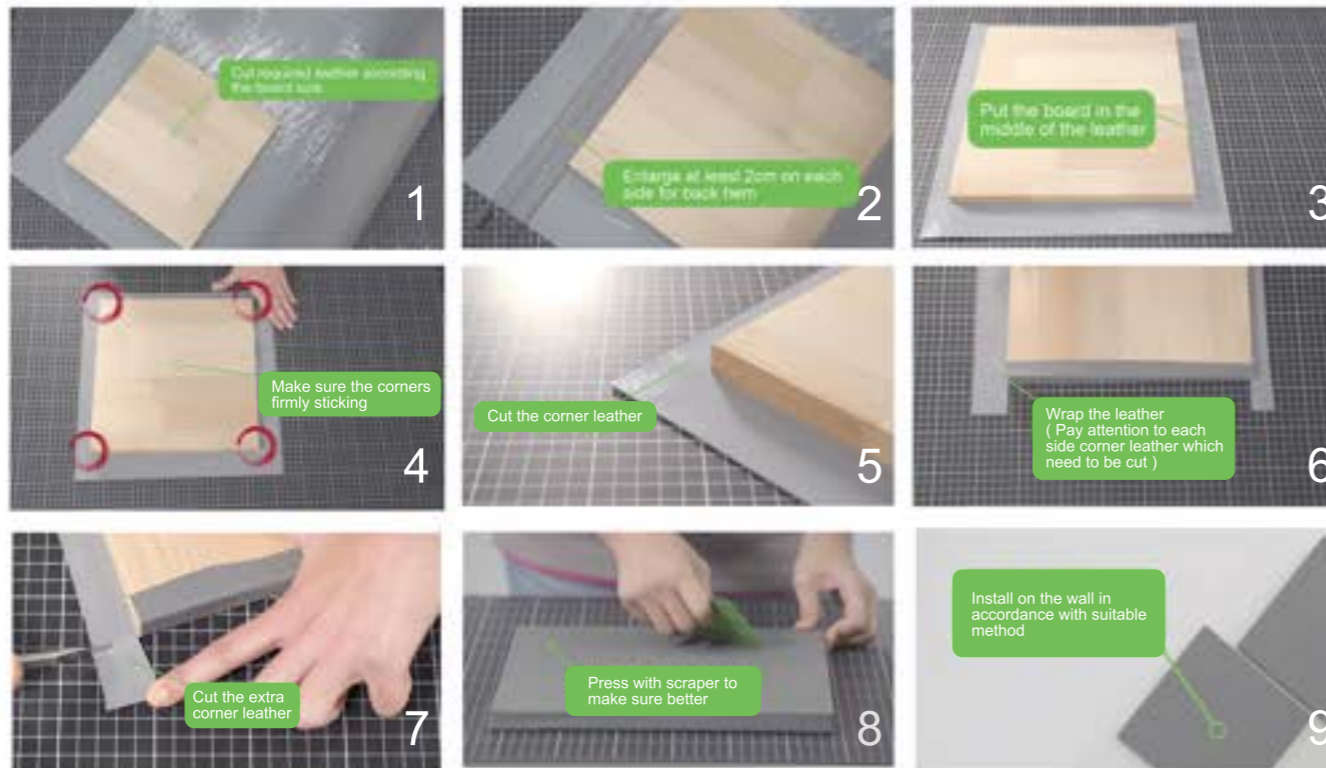 Cut required leather according
the board size
1
Enlarge at least 2cm on each
side for back hem
2
Put the board in the
middle of the leather
3
Make sure the corners
firmly sticking
4
Cut the corner leather
5
Wrap the leather
( Pay attention to each
side corner leather which
need to be cut )
6
Cut the extra
corner leather
7
Press with scraper to
make sure better
8
Install on the wall in
accordance with suitable
method
9